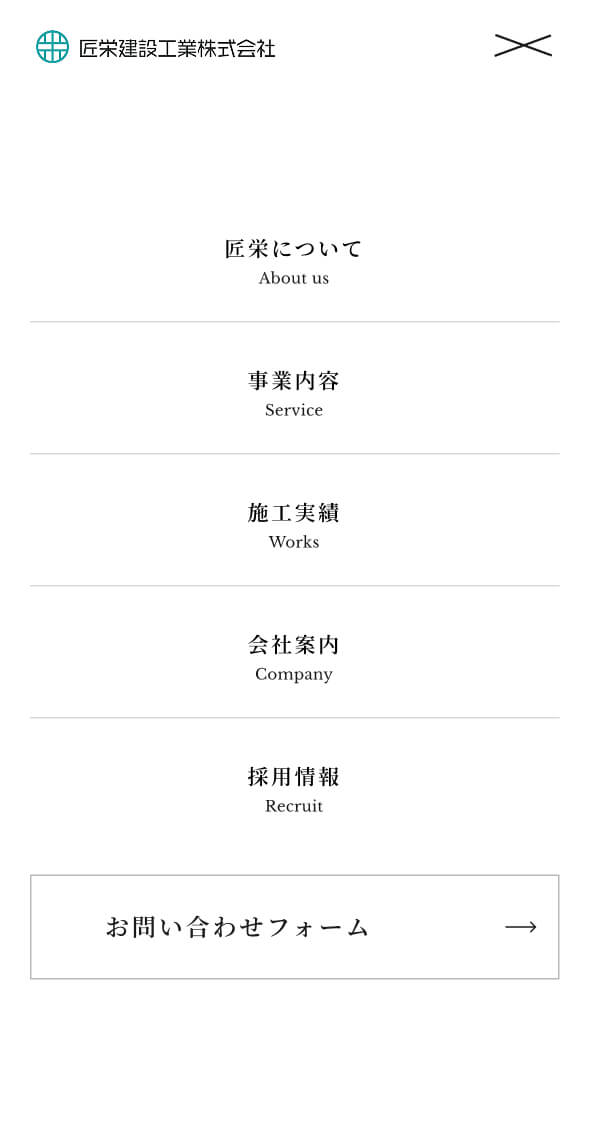 匠栄建設工業株式会社
匠栄について
About us
事業内容
Service
施工実績
Works
会社案内
Company
採用情報
Recruit
お問い合わせフォーム